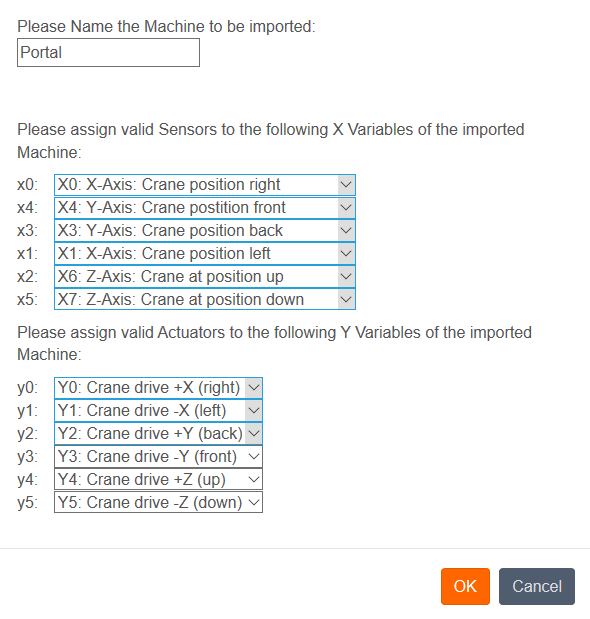 Please Name the Machine to be imported:
Portal
Please assign valid Sensors to the following X Variables of the imported
Machine:
x0: X0: X-Axis: Crane position right
x4: X4: Y-Axis: Crane postition front
x3: X3: Y-Axis: Crane position back
x1: X1: X-Axis: Crane position left
x2: X6: Z-Axis: Crane at position up
x5: X7: Z-Axis: Crane at position down
Please assign valid Actuators to the following Y Variables of the imported
Machine:
y0: Y0: Crane drive +X (right)
y1: Y1: Crane drive -X (left)
y2: Y2: Crane drive +Y (back)
y3: Y3: Crane drive -Y (front)
y4: Y4: Crane drive +Z (up)
y5: Y5: Crane drive -Z (down)
OK Cancel